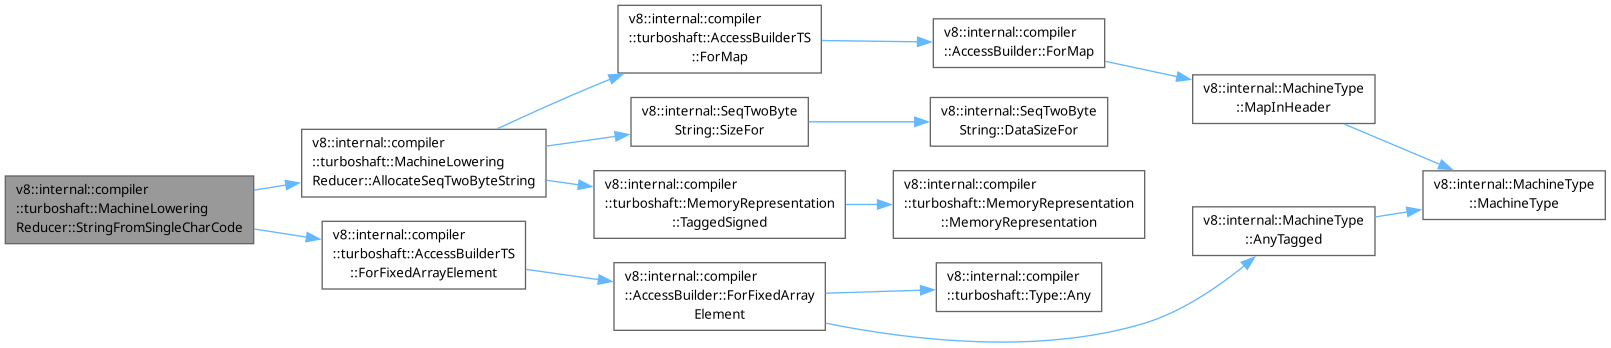 v8::internal::compiler
::turboshaft::MachineLowering
Reducer::StringFromSingleCharCode
v8::internal::compiler
::turboshaft::MachineLowering
Reducer::AllocateSeqTwoByteString
v8::internal::compiler
::turboshaft::AccessBuilderTS
::ForMap
v8::internal::compiler
::AccessBuilder::ForMap
v8::internal::MachineType
::MapInHeader
v8::internal::MachineType
::MachineType
v8::internal::SeqTwoByte
String::SizeFor
v8::internal::SeqTwoByte
String::DataSizeFor
v8::internal::compiler
::turboshaft::MemoryRepresentation
::TaggedSigned
v8::internal::compiler
::turboshaft::MemoryRepresentation
::MemoryRepresentation
v8::internal::compiler
::turboshaft::AccessBuilderTS
::ForFixedArrayElement
v8::internal::compiler
::AccessBuilder::ForFixedArray
Element
v8::internal::compiler
::turboshaft::Type::Any
v8::internal::MachineType
::AnyTagged